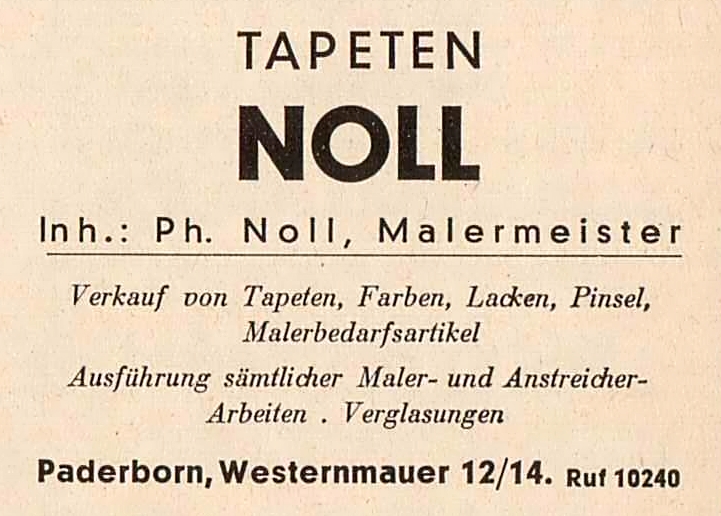 TAPETEN
NOLL
Inh.: Ph. Noll, Malermeister
Verkauf von Tapeten, Farben, Lacken, Pinsel,
Malerbedarfsartikel
Ausführung sämtlicher Maler- und Anstreicher-
Arbeiten . Verglasungen
Paderborn, Westernmauer 12/14. Ruf 10240